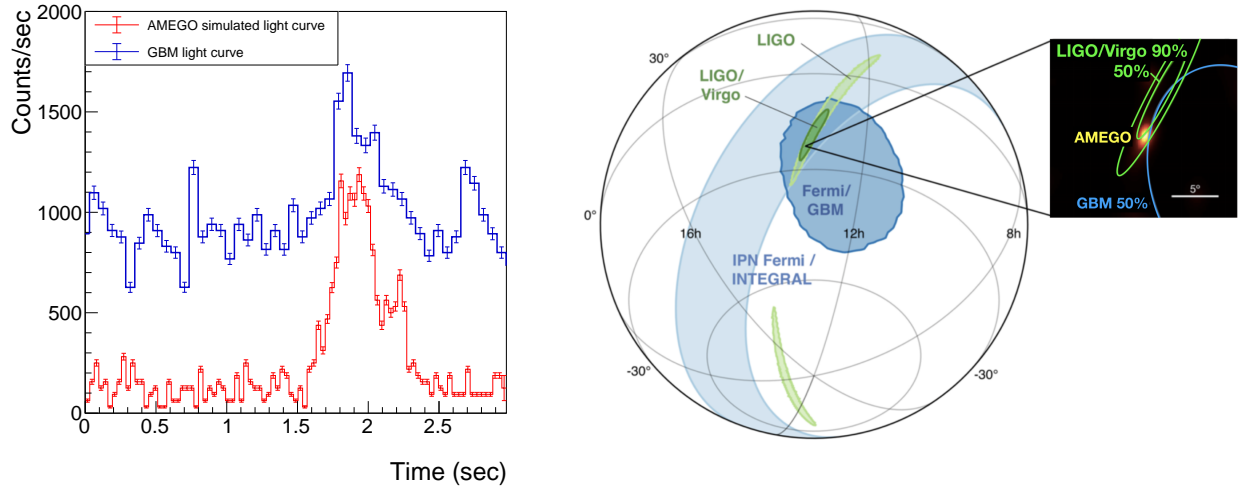 AMEGO simulated light curve
GBM light curve
Counts/sec
2000
1500
1000
500
0
0
0.5
1
1.5
2
2.5
Time (sec)
30°
LIGO
LIGO/
Virgo
Fermi/
GBM
0°
16h
12h
8h
IPN Fermi /
INTEGRAL
-30°
-30°
LIGO/Virgo 90%
50%
AMEGO
5°
GBM 50%